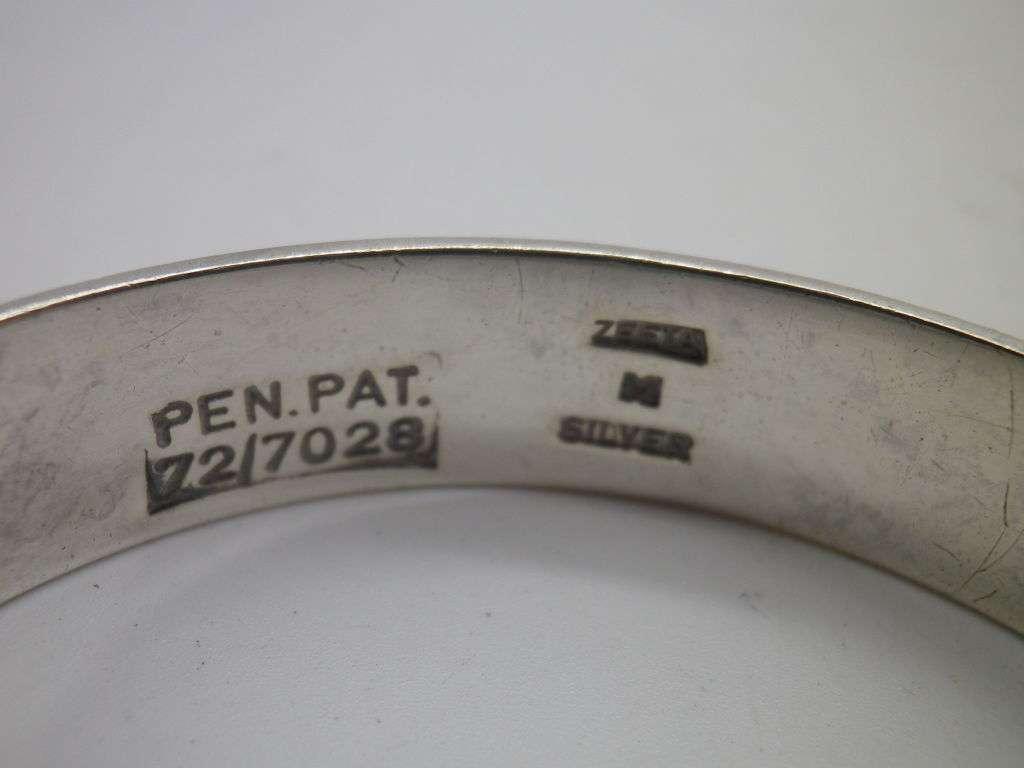 PEN. PAT.
72/7028
ZEETA
SILVER